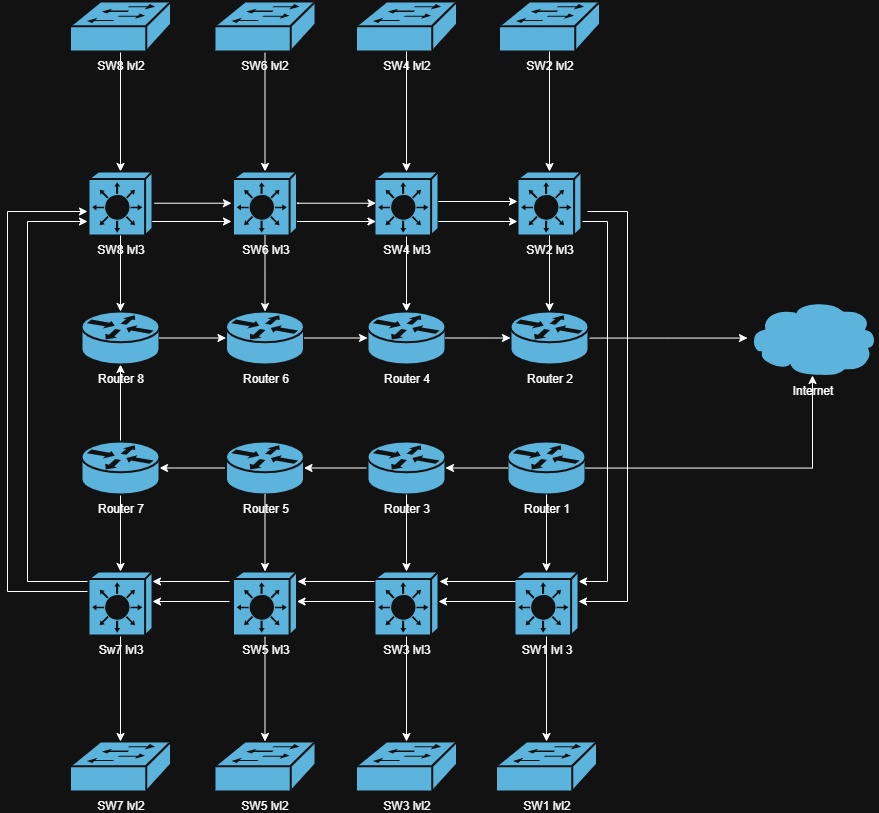 SW8 lvl2
SW6 lvl2
SW4 lvl2
SW2 lvl2
SW8 lvl3
SW6 lvl3
SW4 lvl3
SW2 lvl3
Router 8
Router 6
Router 4
Router 2
Internet
Router 7
Router 5
Router 3
Router 1
Sw7 lvl3
SW5 lvl3
SW3 lvl3
SW1 lvl 3
SW7 lvl2
SW5 lvl2
SW3 lvl2
SW1 lvl2